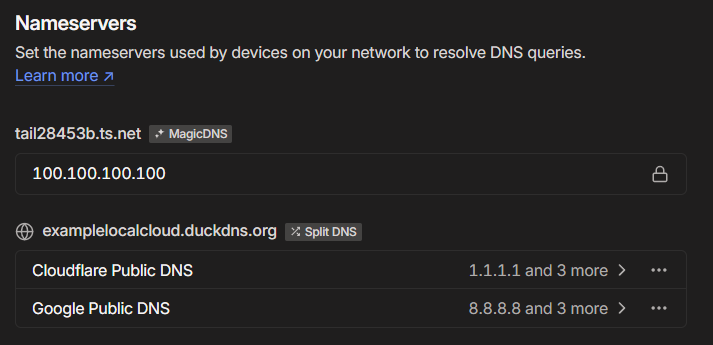 Nameservers
Set the nameservers used by devices on your network to resolve DNS queries.
Learn more ↗
tail28453b.ts.net MagicDNS
100.100.100.100
examplelocalcloud.duckdns.org Split DNS
Cloudflare Public DNS 1.1.1.1 and 3 more
Google Public DNS 8.8.8.8 and 3 more